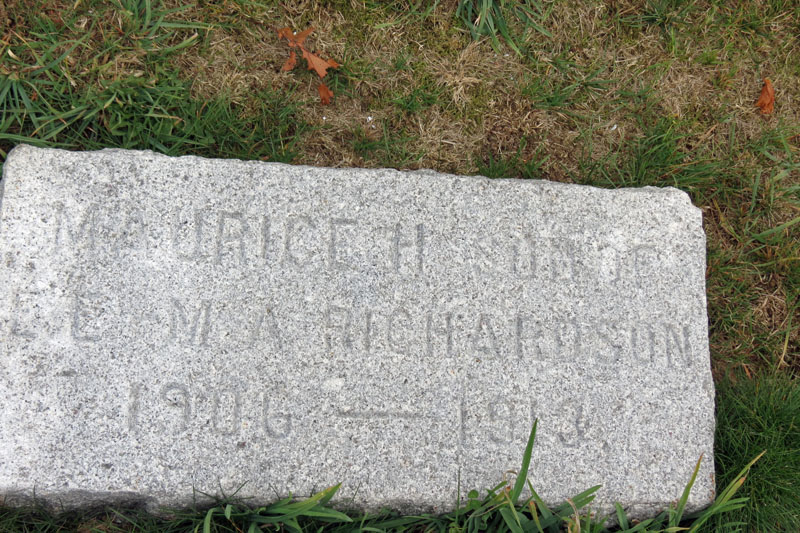 MAURICE H SON OF
L. E. & M. A. RICHARDSON
1906 — 1913